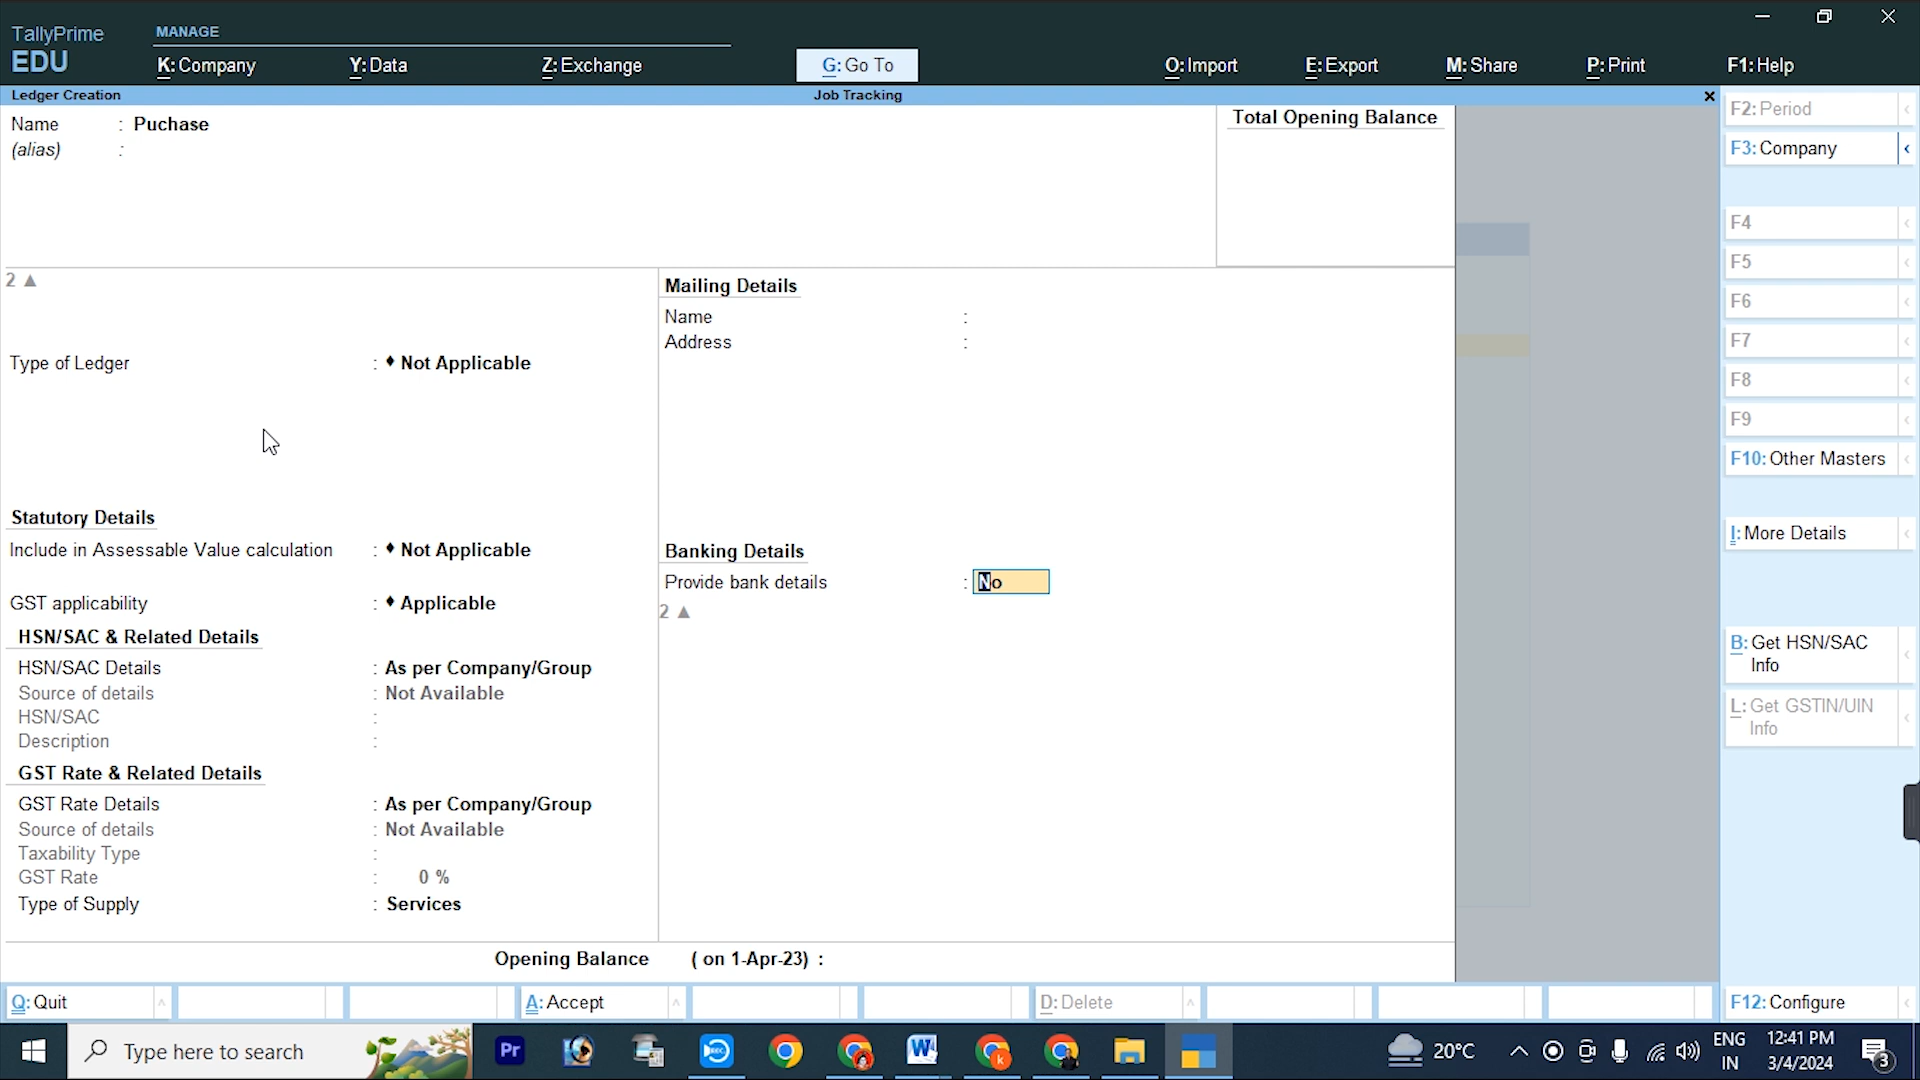 TallyPrime
EDU
MANAGE
K: Company
Y: Data
Z: Exchange
G: Go To
O: Import
E: Export
M: Share
P: Print
F1: Help
Ledger Creation
Job Tracking
Name : Puchase
(alias) :
Total Opening Balance
2
Type of Ledger : ♦ Not Applicable
Statutory Details
Include in Assessable Value calculation : ♦ Not Applicable
GST applicability : ♦ Applicable
HSN/SAC & Related Details
HSN/SAC Details : As per Company/Group
Source of details : Not Available
HSN/SAC :
Description :
GST Rate & Related Details
GST Rate Details : As per Company/Group
Source of details : Not Available
Taxability Type :
GST Rate : 0 %
Type of Supply : Services
Mailing Details
Name :
Address :
Banking Details
Provide bank details : No
2
Opening Balance ( on 1-Apr-23) :
F2: Period
F3: Company
F4
F5
F6
F7
F8
F9
F10: Other Masters
I: More Details
B: Get HSN/SAC
Info
L: Get GSTIN/UIN
Info
F12: Configure
Q: Quit
A: Accept
D: Delete
Type here to search
Pr
REC
W
k
20°C
ENG
IN
12:41 PM
3/4/2024
3